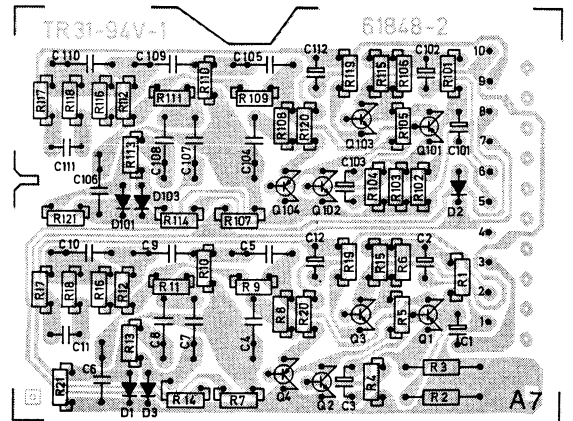 TR31-94V-1 61848-2
C110 C109 R110 C105 C112 R119 R115 R106 C102 R101 10
9
R117 R118 R116 R112 R111 R109 8
R108 R120 Q103 R105 Q101 C101 7
C111 R113 C108 C107 C104
C106 C103 6
D101 D103 Q104 Q102 R104 R103 R102 D2 5
R121 R114 R107
4
C10 C9 R10 C5 C12 R19 R15 R6 C2 R1 3
R17 R18 R16 R12 R11 R9 2
R8 R20 Q3 R5 Q1 C1 1
C11 R13 C8 C7 C4
R21 C6 Q4 Q2 C3 R4 R3
D1 D3 R14 R7 R2 A7